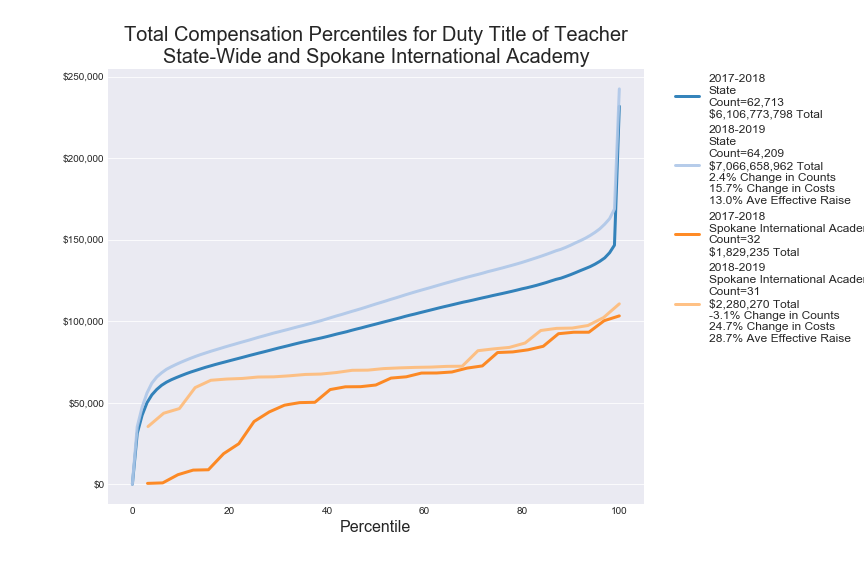 Total Compensation Percentiles for Duty Title of Teacher
State-Wide and Spokane International Academy
$250,000
$200,000
$150,000
$100,000
$50,000
$0
0
20
40
60
80
100
Percentile
2017-2018
State
Count=62,713
$6,106,773,798 Total
2018-2019
State
Count=64,209
$7,066,658,962 Total
2.4% Change in Counts
15.7% Change in Costs
13.0% Ave Effective Raise
2017-2018
Spokane International Acade
Count=32
$1,829,235 Total
2018-2019
Spokane International Acade
Count=31
$2,280,270 Total
-3.1% Change in Counts
24.7% Change in Costs
28.7% Ave Effective Raise